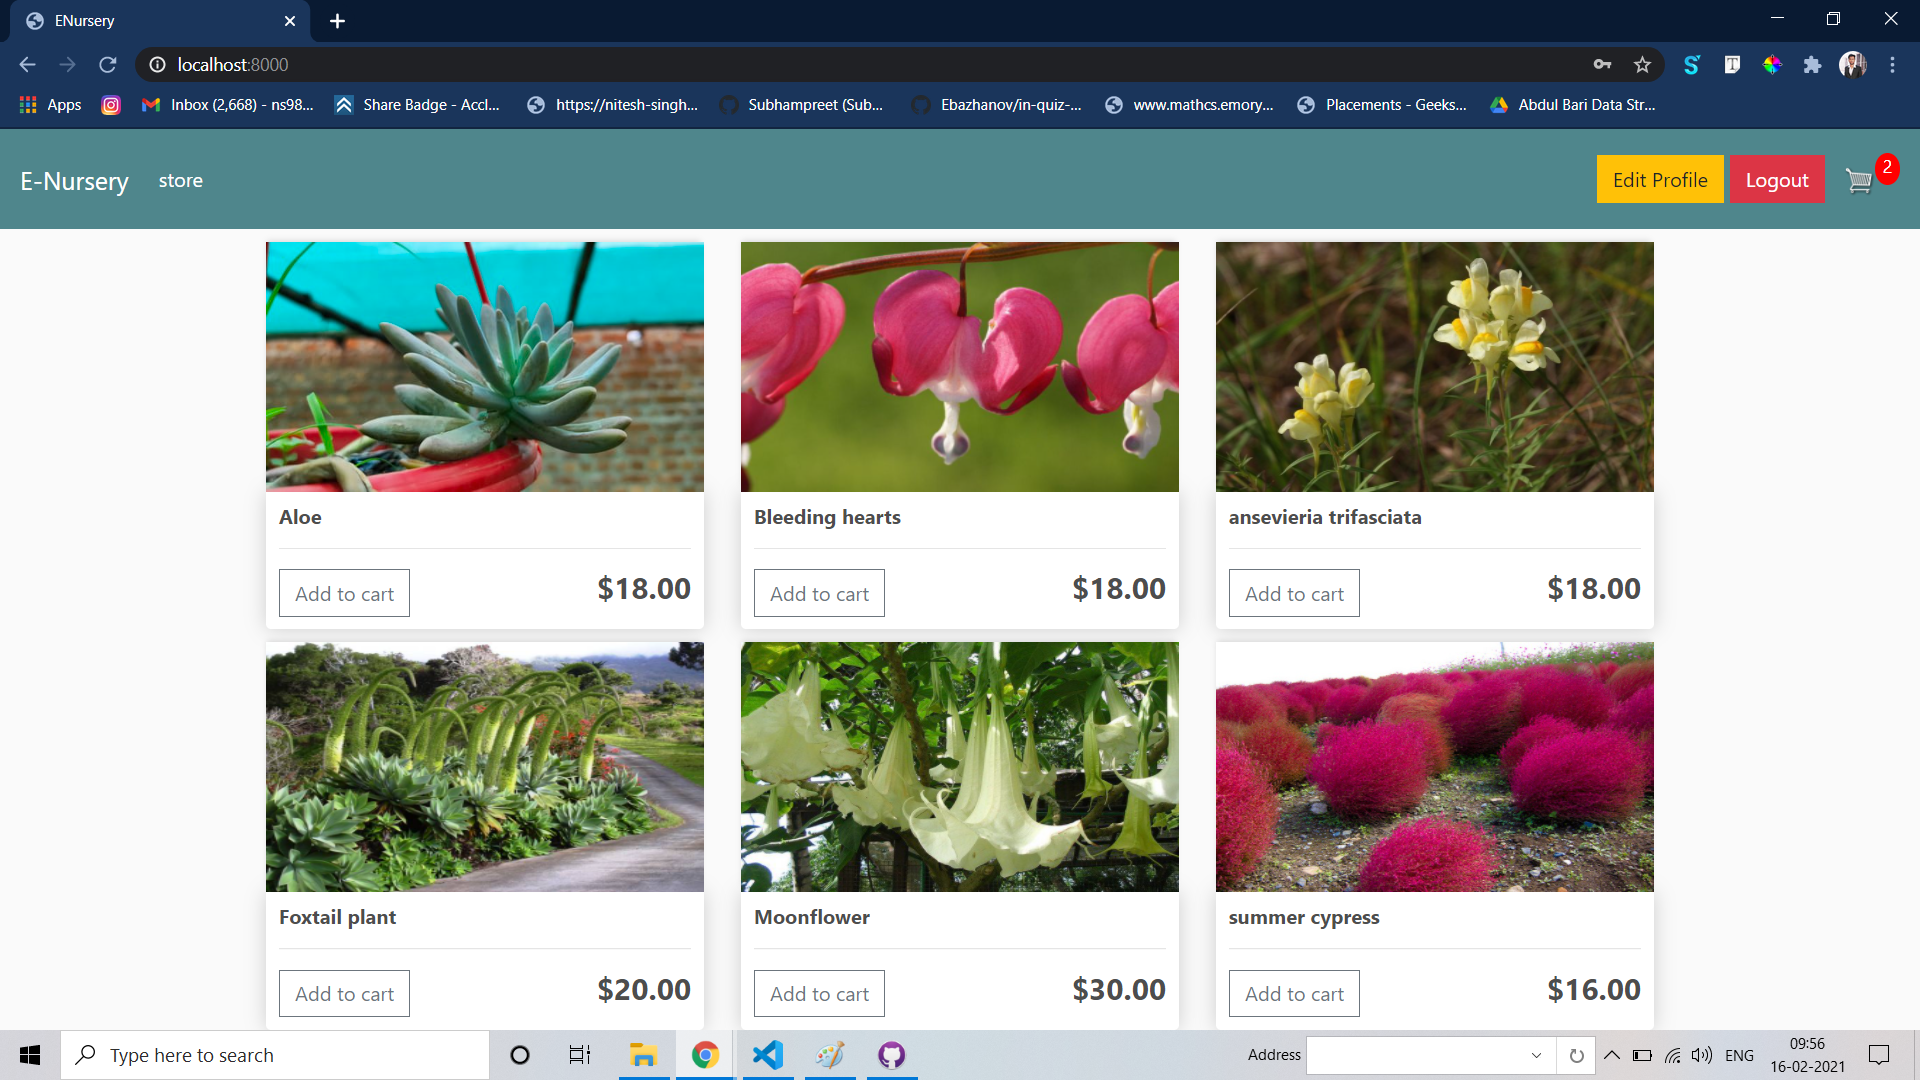 ENursery
localhost:8000
Apps
Inbox (2,668) - ns98...
Share Badge - Accl...
https://nitesh-singh...
Subhampreet (Sub...
Ebazhanov/in-quiz-...
www.mathcs.emory...
Placements - Geeks...
Abdul Bari Data Str...
E-Nursery
store
Edit Profile
Logout
2
Aloe
Add to cart
$18.00
Bleeding hearts
Add to cart
$18.00
ansevieria trifasciata
Add to cart
$18.00
Foxtail plant
Add to cart
$20.00
Moonflower
Add to cart
$30.00
summer cypress
Add to cart
$16.00
Type here to search
Address
ENG
09:56
16-02-2021